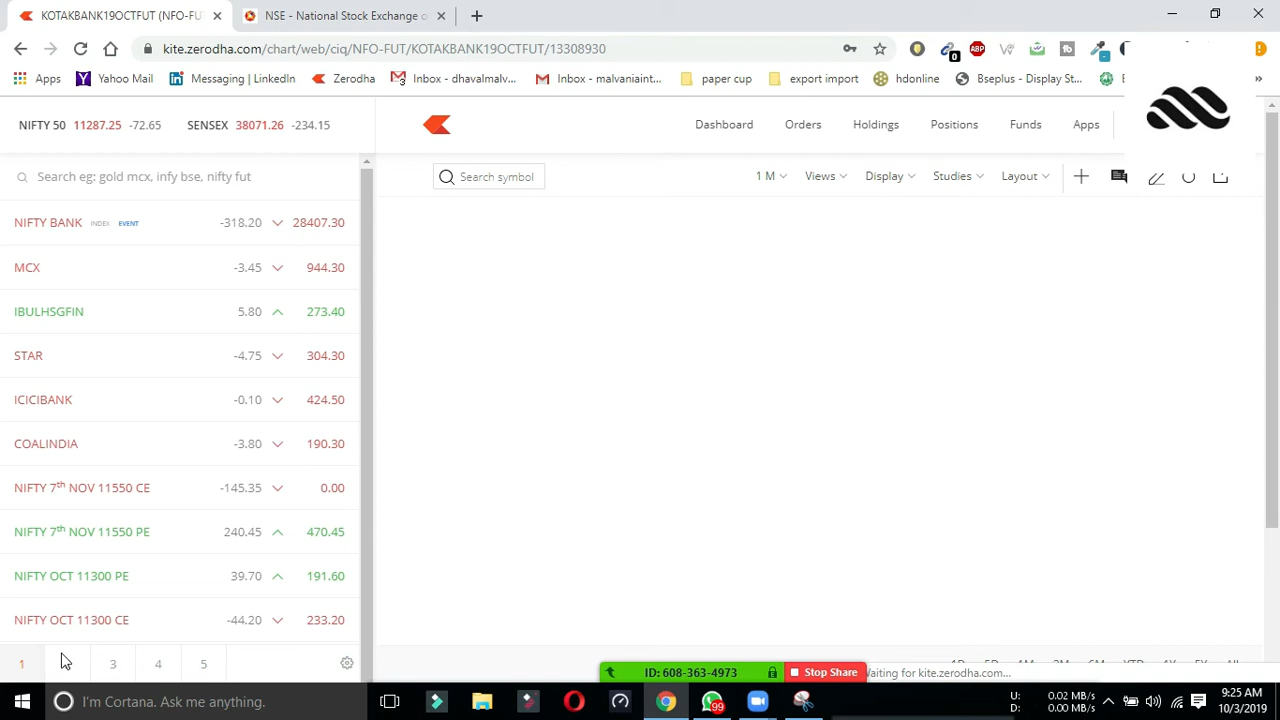 KOTAKBANK19OCTFUT (NFO-FU
NSE - National Stock Exchange o
kite.zerodha.com/chart/web/ciq/NFO-FUT/KOTAKBANK19OCTFUT/13308930
0
ABP
Apps
Yahoo Mail
Messaging | LinkedIn
Zerodha
Inbox - dhavalmalv...
Inbox - malvaniaint...
paper cup
export import
hdonline
Bseplus - Display St...
NIFTY 50 11287.25 -72.65 SENSEX 38071.26 -234.15
Dashboard Orders Holdings Positions Funds Apps
Search eg: gold mcx, infy bse, nifty fut
Search symbol
1 M Views Display Studies Layout
NIFTY BANK INDEX EVENT -318.20 28407.30
MCX -3.45 944.30
IBULHSGFIN 5.80 273.40
STAR -4.75 304.30
ICICIBANK -0.10 424.50
COALINDIA -3.80 190.30
NIFTY 7th NOV 11550 CE -145.35 0.00
NIFTY 7th NOV 11550 PE 240.45 470.45
NIFTY OCT 11300 PE 39.70 191.60
NIFTY OCT 11300 CE -44.20 233.20
1 3 4 5
ID: 608-363-4973 Stop Share
Waiting for kite.zerodha.com...
I'm Cortana. Ask me anything.
99
U: 0.02 MB/s
D: 0.00 MB/s
9:25 AM
10/3/2019